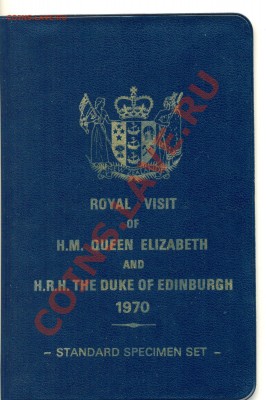 ROYAL VISIT
OF
H.M. QUEEN ELIZABETH
AND
H.R.H. THE DUKE OF EDINBURGH
1970
- STANDARD SPECIMEN SET -
COINS.LAVE.RU